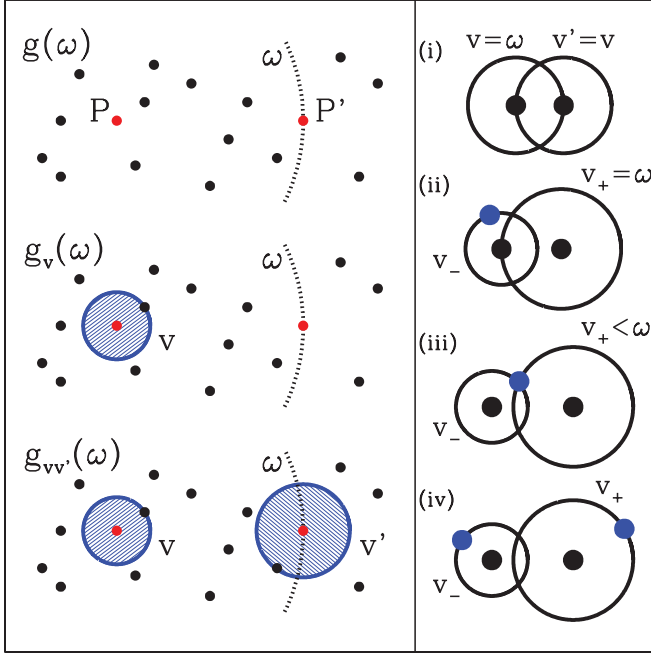 g(ω)
ω
P
P'
g_v(ω)
ω
v
g_vv'(ω)
ω
v
v'
(i)
v=ω
v'=v
(ii)
v_+=ω
v_-
(iii)
v_+<ω
v_-
(iv)
v_+
v_-